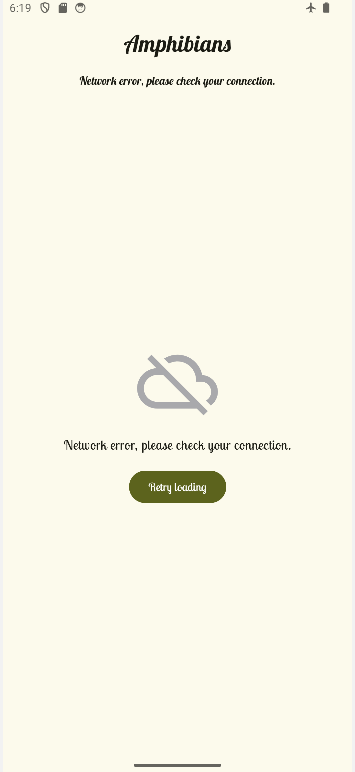 6:19
Amphibians
Network error, please check your connection.
Network error, please check your connection.
Retry loading